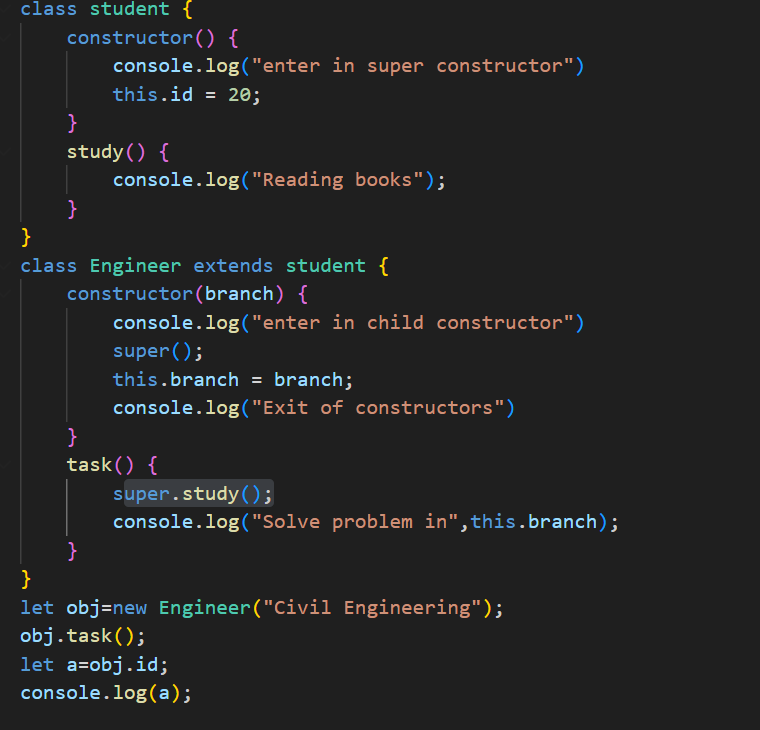 class student {
    constructor() {
        console.log("enter in super constructor")
        this.id = 20;
    }
    study() {
        console.log("Reading books");
    }
}
class Engineer extends student {
    constructor(branch) {
        console.log("enter in child constructor")
        super();
        this.branch = branch;
        console.log("Exit of constructors")
    }
    task() {
        super.study();
        console.log("Solve problem in",this.branch);
    }
}
let obj=new Engineer("Civil Engineering");
obj.task();
let a=obj.id;
console.log(a);